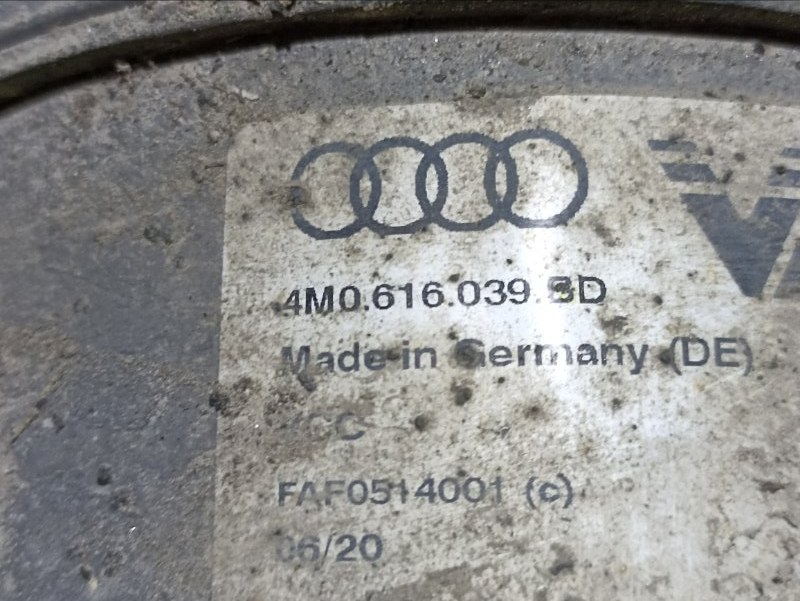 4M0.616.039.BD
Made in Germany (DE)
FAF0514001 (c)
06/20